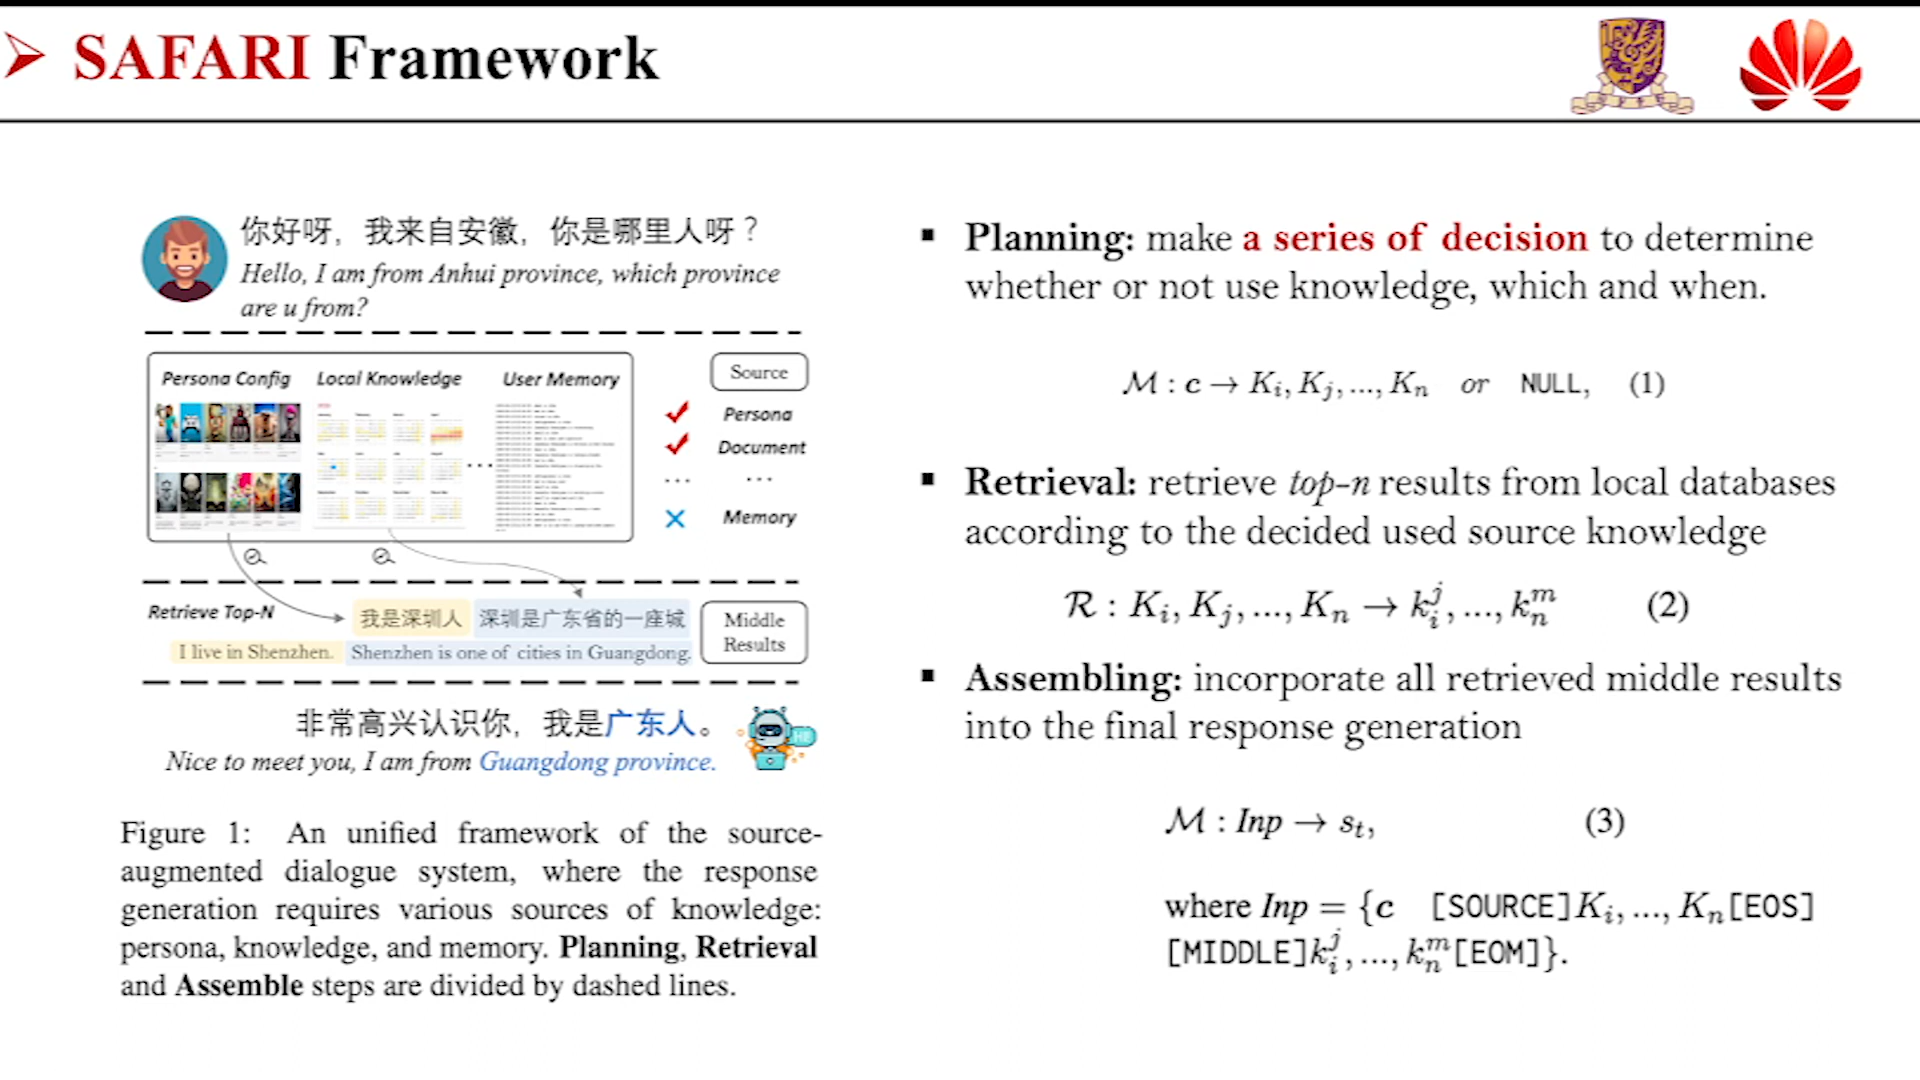 SAFARI Framework
你好呀，我来自安徽，你是哪里人呀？
Hello, I am from Anhui province, which province
are u from?
Persona Config Local Knowledge User Memory
Source
Persona
Document
...
...
Memory
Retrieve Top-N
我是深圳人 深圳是广东省的一座城
I live in Shenzhen. Shenzhen is one of cities in Guangdong.
Middle
Results
非常高兴认识你，我是广东人。
Nice to meet you, I am from Guangdong province.
HI
Figure 1: An unified framework of the source-
augmented dialogue system, where the response
generation requires various sources of knowledge:
persona, knowledge, and memory. Planning, Retrieval
and Assemble steps are divided by dashed lines.
▪ Planning: make a series of decision to determine
whether or not use knowledge, which and when.
M : c → K_i, K_j, ..., K_n or NULL, (1)
▪ Retrieval: retrieve top-n results from local databases
according to the decided used source knowledge
R : K_i, K_j, ..., K_n → k_i^j, ..., k_n^m (2)
▪ Assembling: incorporate all retrieved middle results
into the final response generation
M : Inp → s_t, (3)
where Inp = {c [SOURCE]K_i, ..., K_n[EOS]
[MIDDLE]k_i^j, ..., k_n^m[EOM]}.